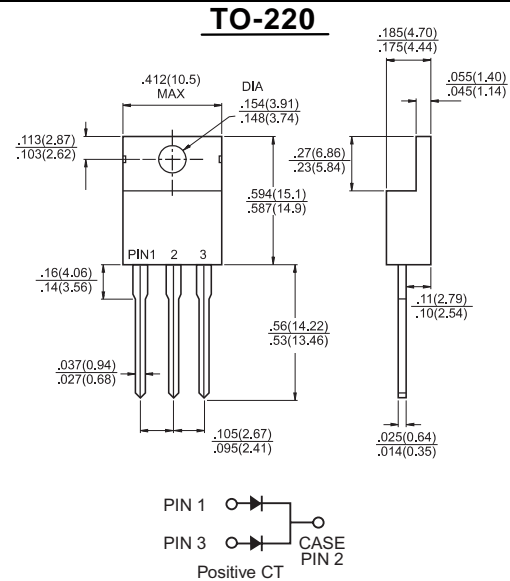 TO-220
.412(10.5)
MAX
DIA
.154(3.91)
.148(3.74)
.113(2.87)
.103(2.62)
.594(15.1)
.587(14.9)
PIN1 2 3
.16(4.06)
.14(3.56)
.56(14.22)
.53(13.46)
.037(0.94)
.027(0.68)
.105(2.67)
.095(2.41)
.185(4.70)
.175(4.44)
.055(1.40)
.045(1.14)
.27(6.86)
.23(5.84)
.11(2.79)
.10(2.54)
.025(0.64)
.014(0.35)
PIN 1
PIN 3
CASE
PIN 2
Positive CT